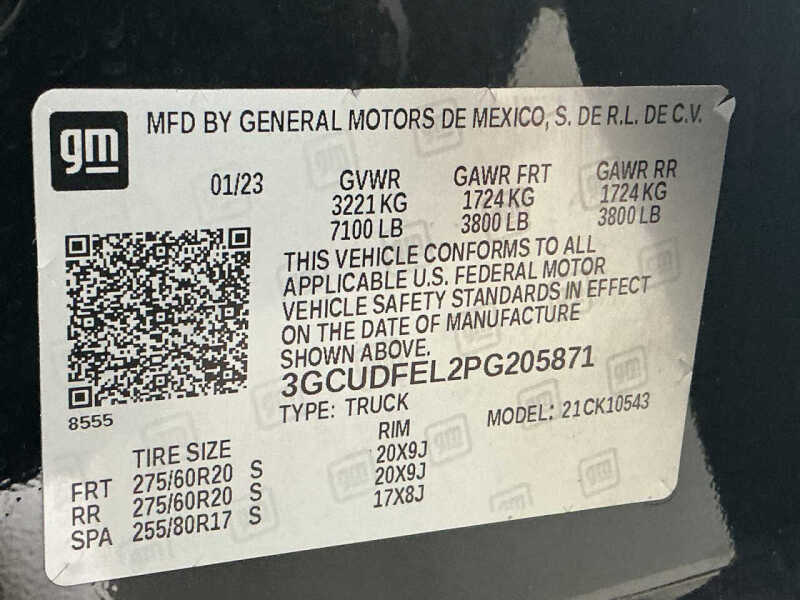 gm
MFD BY GENERAL MOTORS DE MEXICO, S. DE R.L. DE C.V.
01/23 GVWR GAWR FRT GAWR RR
3221 KG 1724 KG 1724 KG
7100 LB 3800 LB 3800 LB
THIS VEHICLE CONFORMS TO ALL
APPLICABLE U.S. FEDERAL MOTOR
VEHICLE SAFETY STANDARDS IN EFFECT
ON THE DATE OF MANUFACTURE
SHOWN ABOVE.
3GCUDFEL2PG205871
8555
TYPE: TRUCK MODEL: 21CK10543
TIRE SIZE RIM
FRT 275/60R20 S 20X9J
RR 275/60R20 S 20X9J
SPA 255/80R17 S 17X8J